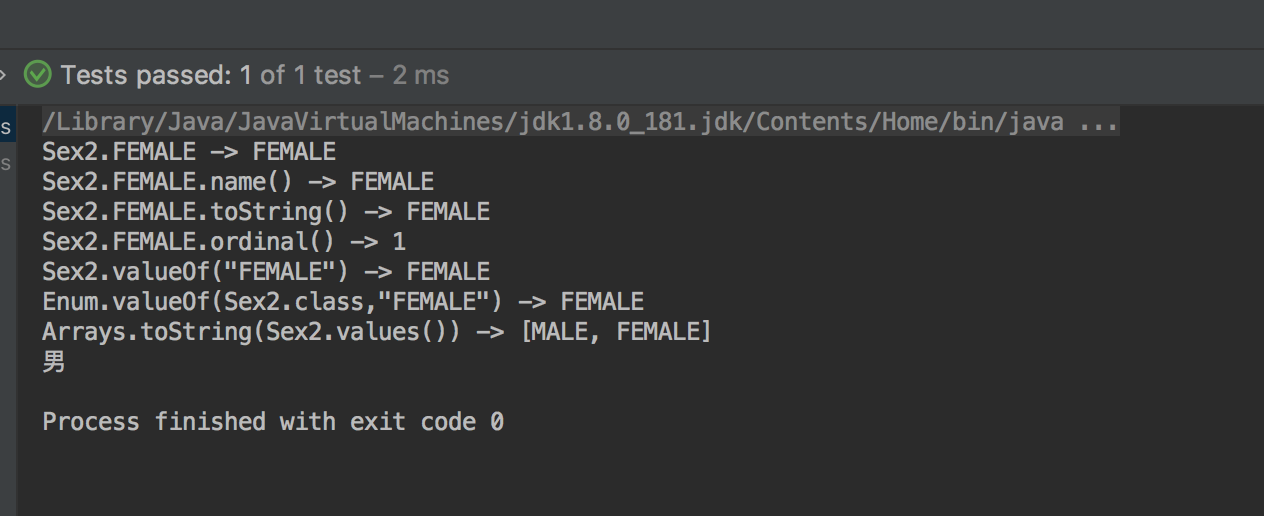 Tests passed: 1 of 1 test – 2 ms
/Library/Java/JavaVirtualMachines/jdk1.8.0_181.jdk/Contents/Home/bin/java ...
Sex2.FEMALE -> FEMALE
Sex2.FEMALE.name() -> FEMALE
Sex2.FEMALE.toString() -> FEMALE
Sex2.FEMALE.ordinal() -> 1
Sex2.valueOf("FEMALE") -> FEMALE
Enum.valueOf(Sex2.class,"FEMALE") -> FEMALE
Arrays.toString(Sex2.values()) -> [MALE, FEMALE]
男
Process finished with exit code 0